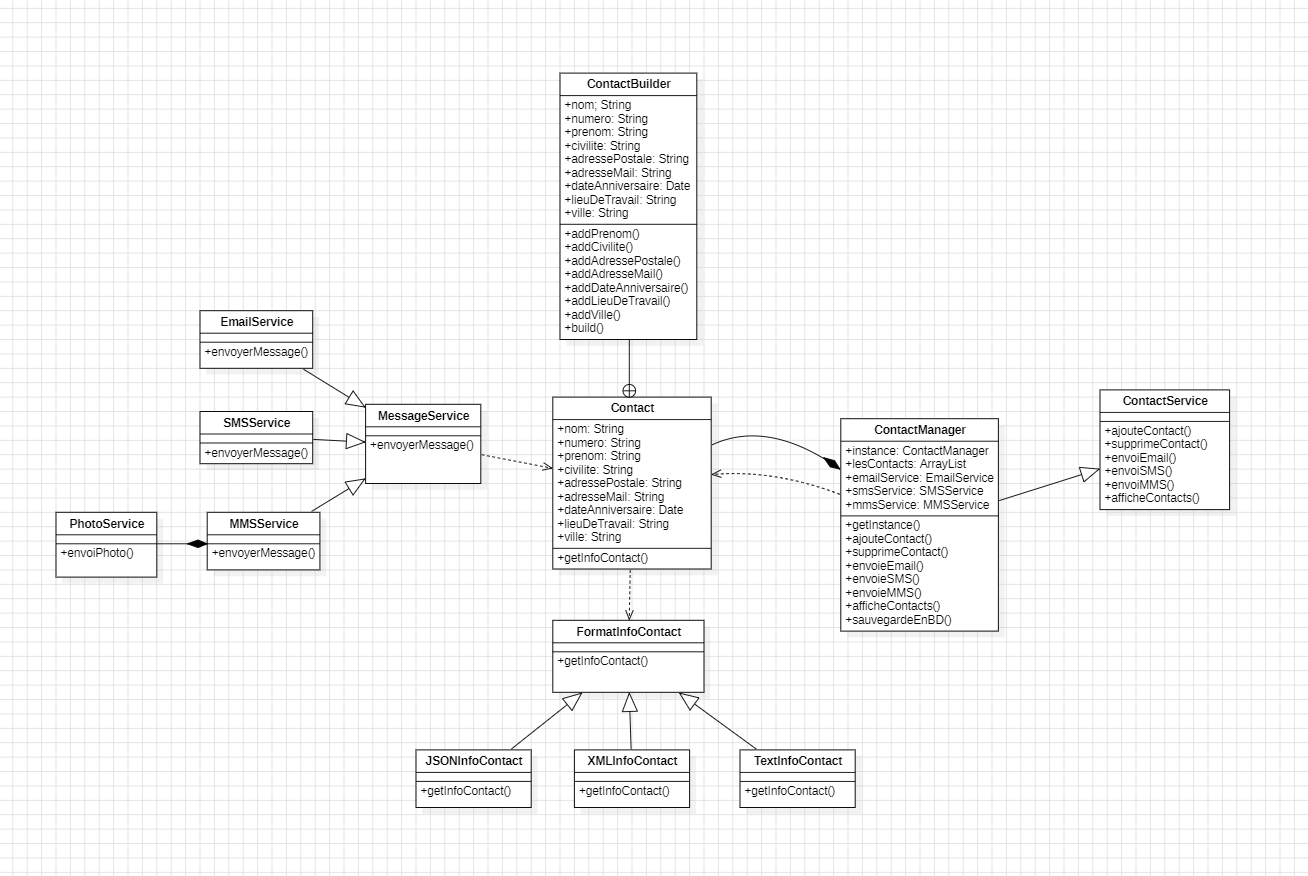 ContactBuilder
+nom; String
+numero: String
+prenom: String
+civilite: String
+adressePostale: String
+adresseMail: String
+dateAnniversaire: Date
+lieuDeTravail: String
+ville: String
+addPrenom()
+addCivilite()
+addAdressePostale()
+addAdresseMail()
+addDateAnniversaire()
+addLieuDeTravail()
+addVille()
+build()
EmailService
+envoyerMessage()
SMSService
+envoyerMessage()
MessageService
+envoyerMessage()
PhotoService
+envoiPhoto()
MMSService
+envoyerMessage()
Contact
+nom: String
+numero: String
+prenom: String
+civilite: String
+adressePostale: String
+adresseMail: String
+dateAnniversaire: Date
+lieuDeTravail: String
+ville: String
+getInfoContact()
ContactManager
+instance: ContactManager
+lesContacts: ArrayList
+emailService: EmailService
+smsService: SMSService
+mmsService: MMSService
+getInstance()
+ajouteContact()
+supprimeContact()
+envoieEmail()
+envoieSMS()
+envoieMMS()
+afficheContacts()
+sauvegardeEnBD()
ContactService
+ajouteContact()
+supprimeContact()
+envoiEmail()
+envoiSMS()
+envoiMMS()
+afficheContacts()
FormatInfoContact
+getInfoContact()
JSONInfoContact
+getInfoContact()
XMLInfoContact
+getInfoContact()
TextInfoContact
+getInfoContact()